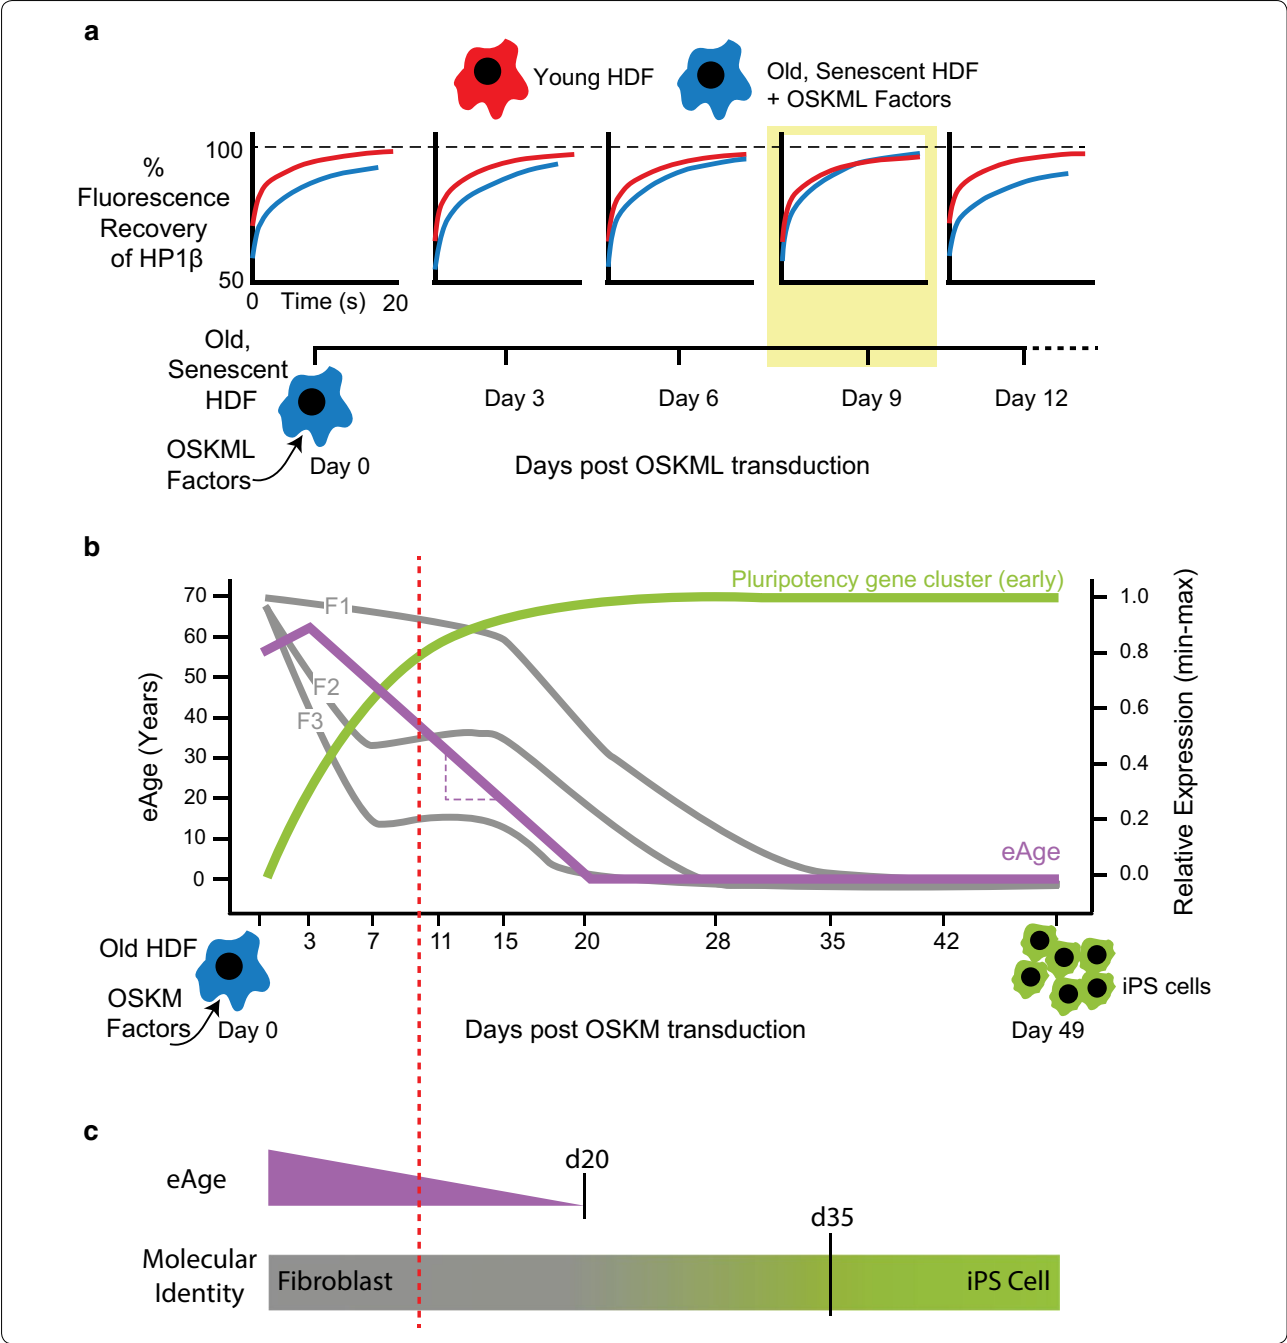 a
Young HDF
Old, Senescent HDF
+ OSKML Factors
%
Fluorescence
Recovery
of HP1β
100
50
0 Time (s) 20
Old,
Senescent
HDF
OSKML
Factors
Day 0
Day 3
Day 6
Day 9
Day 12
Days post OSKML transduction
b
eAge (Years)
70
60
50
40
30
20
10
0
F1
F2
F3
Pluripotency gene cluster (early)
eAge
1.0
0.8
0.6
0.4
0.2
0.0
Relative Expression (min-max)
3 7 11 15 20 28 35 42
Old HDF
OSKM
Factors
Day 0
Days post OSKM transduction
Day 49
iPS cells
c
eAge
d20
d35
Molecular
Identity
Fibroblast
iPS Cell